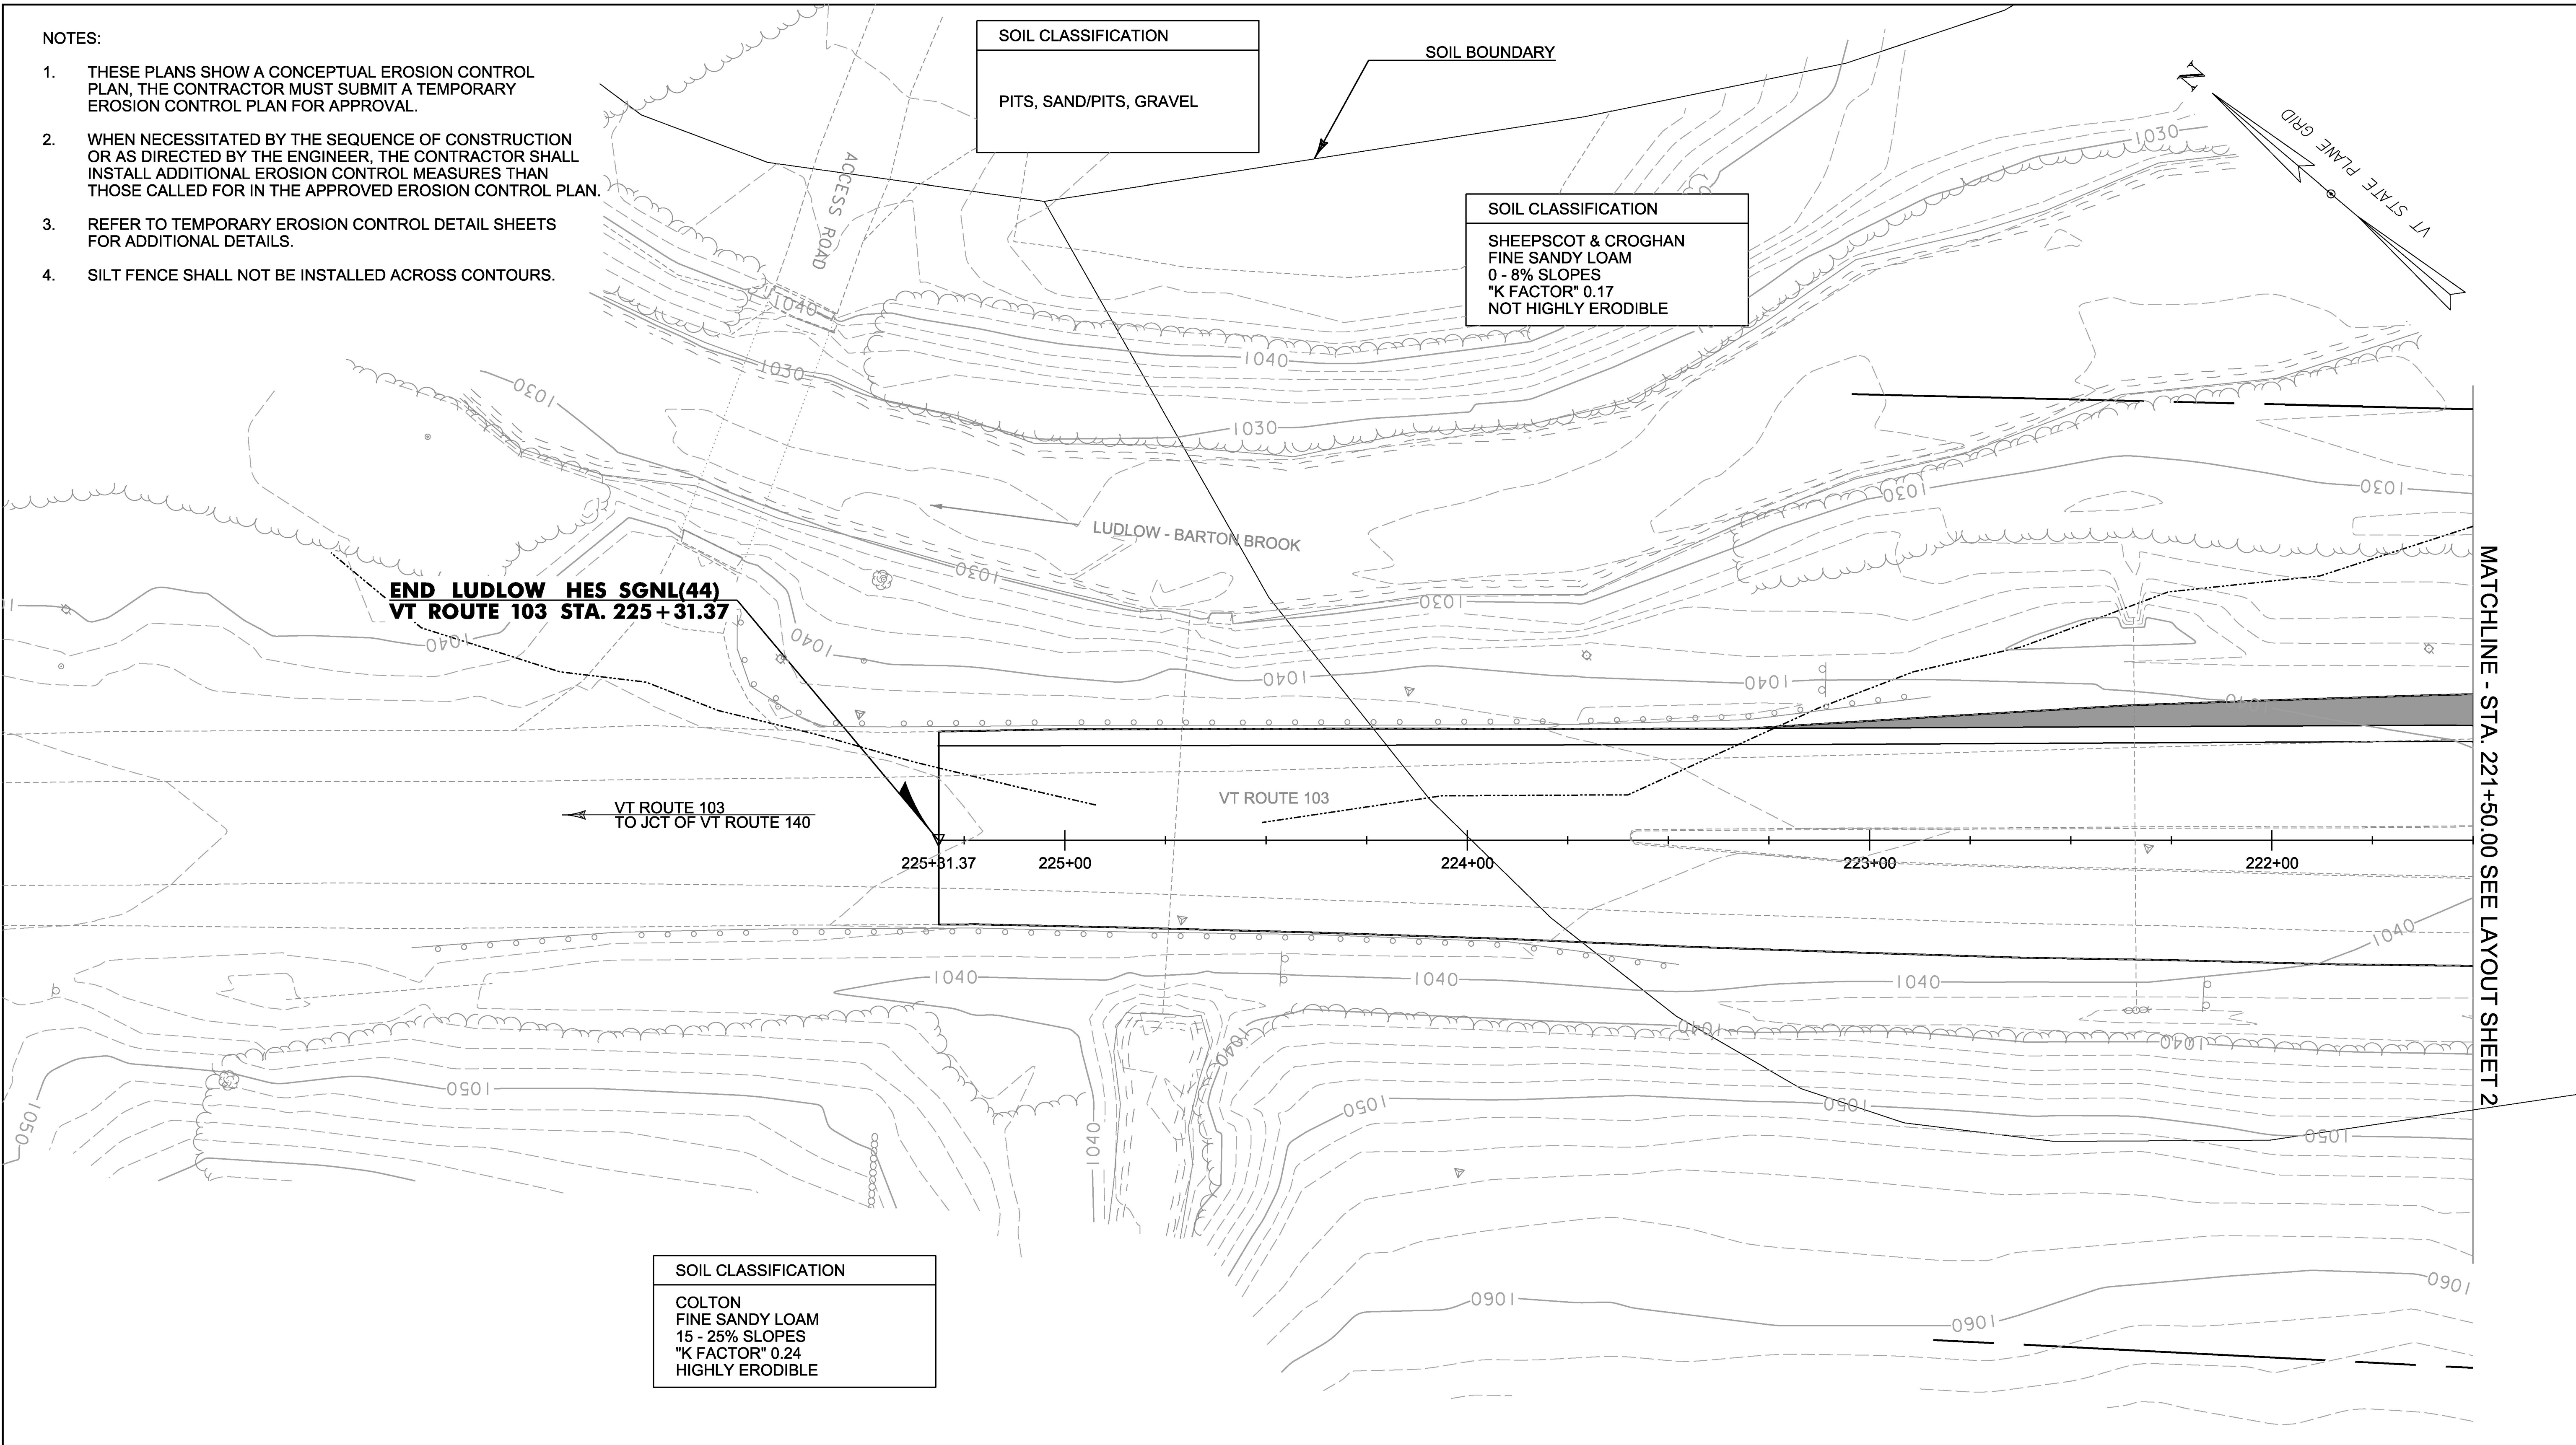 NOTES:
1. THESE PLANS SHOW A CONCEPTUAL EROSION CONTROL
PLAN, THE CONTRACTOR MUST SUBMIT A TEMPORARY
EROSION CONTROL PLAN FOR APPROVAL.
2. WHEN NECESSITATED BY THE SEQUENCE OF CONSTRUCTION
OR AS DIRECTED BY THE ENGINEER, THE CONTRACTOR SHALL
INSTALL ADDITIONAL EROSION CONTROL MEASURES THAN
THOSE CALLED FOR IN THE APPROVED EROSION CONTROL PLAN.
3. REFER TO TEMPORARY EROSION CONTROL DETAIL SHEETS
FOR ADDITIONAL DETAILS.
4. SILT FENCE SHALL NOT BE INSTALLED ACROSS CONTOURS.
SOIL CLASSIFICATION
PITS, SAND/PITS, GRAVEL
SOIL BOUNDARY
N
VT STATE PLANE GRID
ACCESS ROAD
1030
SOIL CLASSIFICATION
SHEEPSCOT & CROGHAN
FINE SANDY LOAM
0 - 8% SLOPES
"K FACTOR" 0.17
NOT HIGHLY ERODIBLE
1040
1040
1030
1030
1030
1030
1030
LUDLOW - BARTON BROOK
1030
1030
END LUDLOW HES SGNL(44)
VT ROUTE 103 STA. 225+31.37
1040
1040
1040
1040
1040
VT ROUTE 103
TO JCT OF VT ROUTE 140
VT ROUTE 103
225+31.37
225+00
224+00
223+00
222+00
MATCHLINE - STA. 221+50.00 SEE LAYOUT SHEET 2
1040
1040
1040
1040
1040
1040
1040
1040
1050
1050
1050
1050
1050
1060
1060
1060
SOIL CLASSIFICATION
COLTON
FINE SANDY LOAM
15 - 25% SLOPES
"K FACTOR" 0.24
HIGHLY ERODIBLE